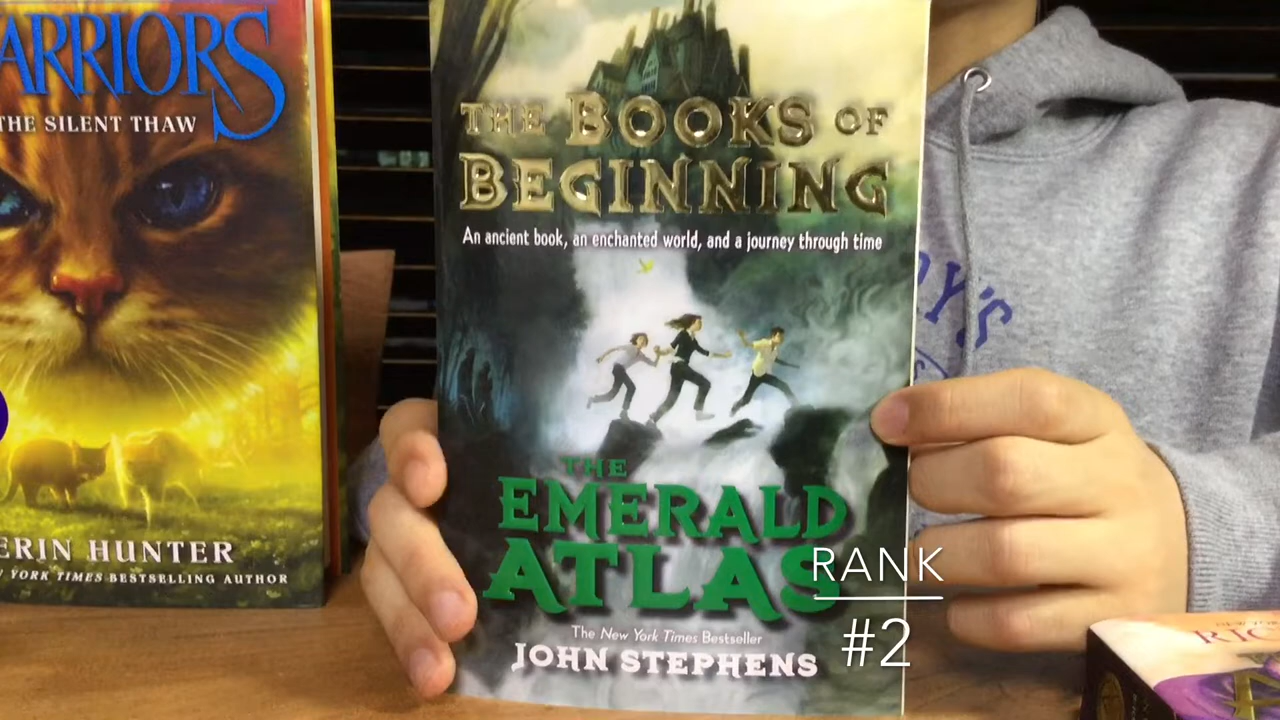 ARRIORS
THE SILENT THAW
ERIN HUNTER
YORK TIMES BESTSELLING AUTHOR
THE BOOKS OF
BEGINNING
An ancient book, an enchanted world, and a journey through time
THE
EMERALD
ATLAS
The New York Times Bestseller
JOHN STEPHENS
RANK
#2
Y'S
RIC